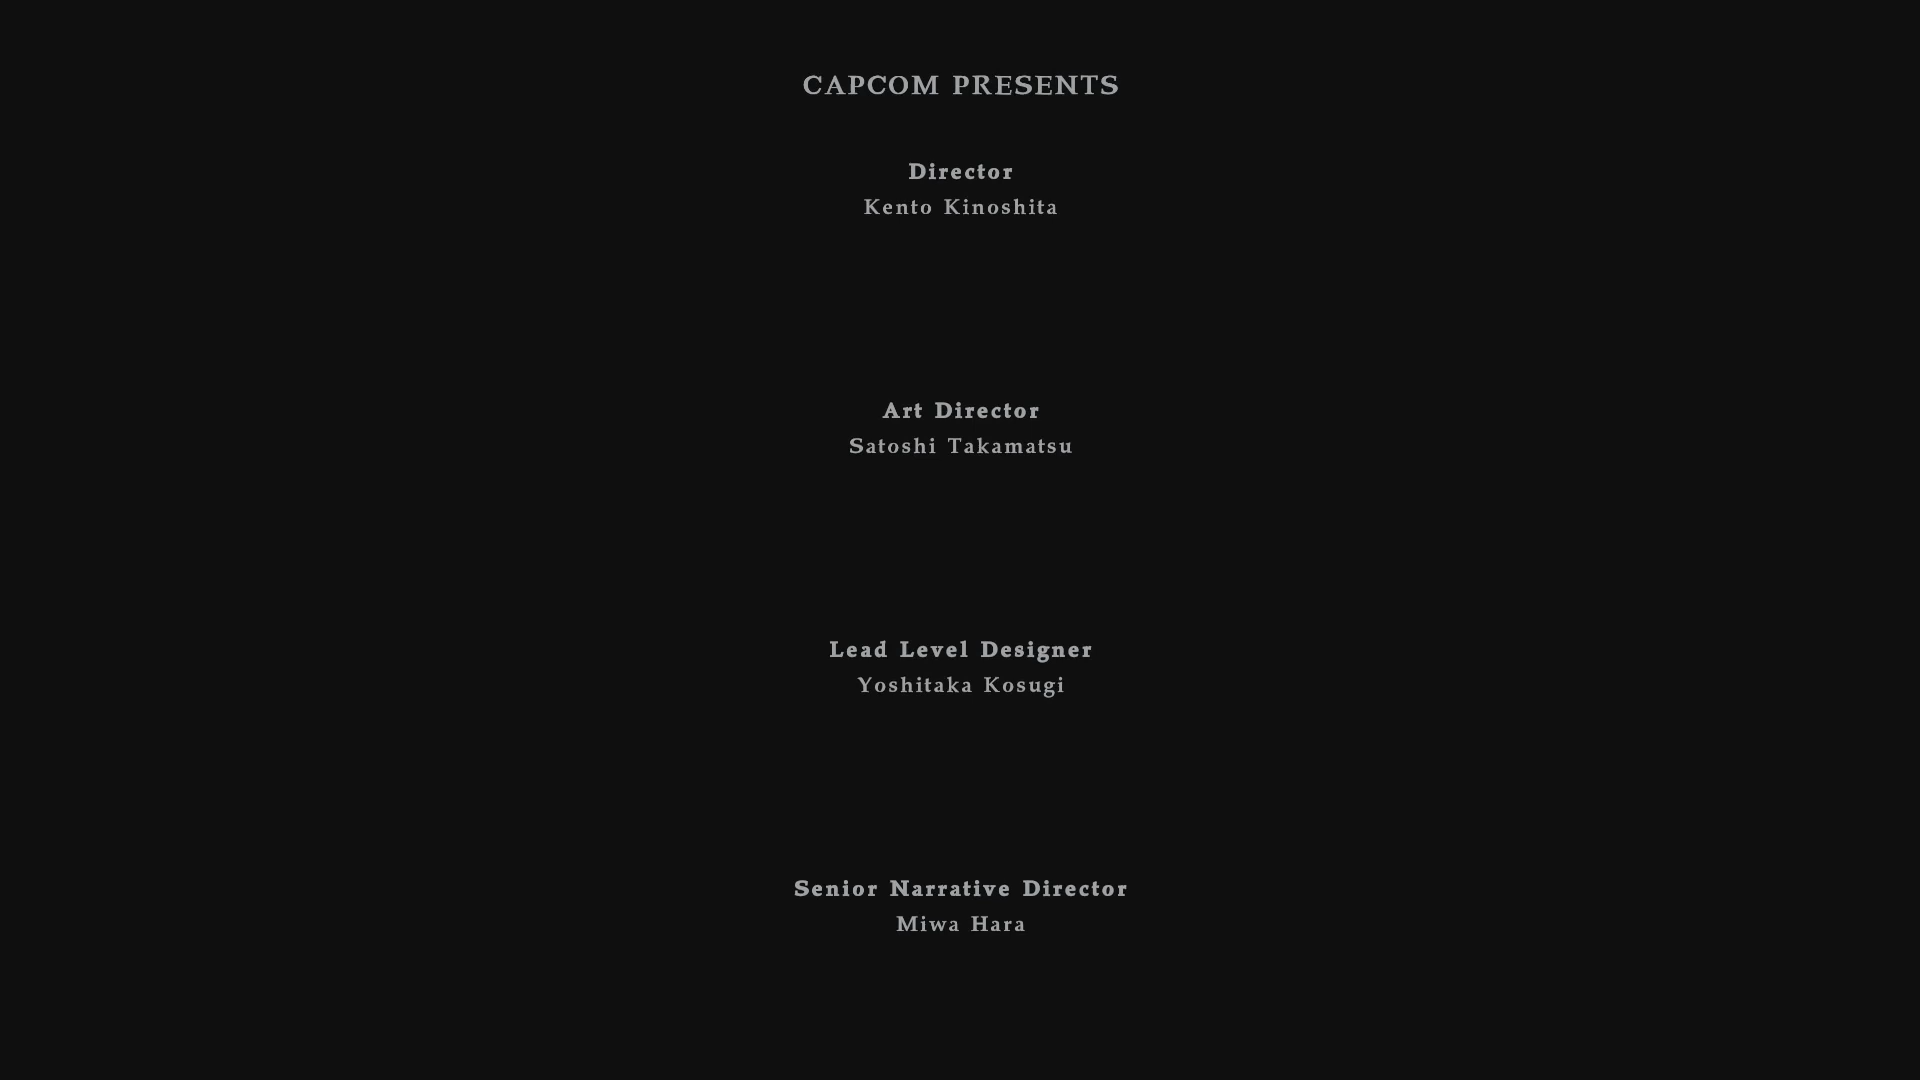 CAPCOM PRESENTS
Director
Kento Kinoshita
Art Director
Satoshi Takamatsu
Lead Level Designer
Yoshitaka Kosugi
Senior Narrative Director
Miwa Hara